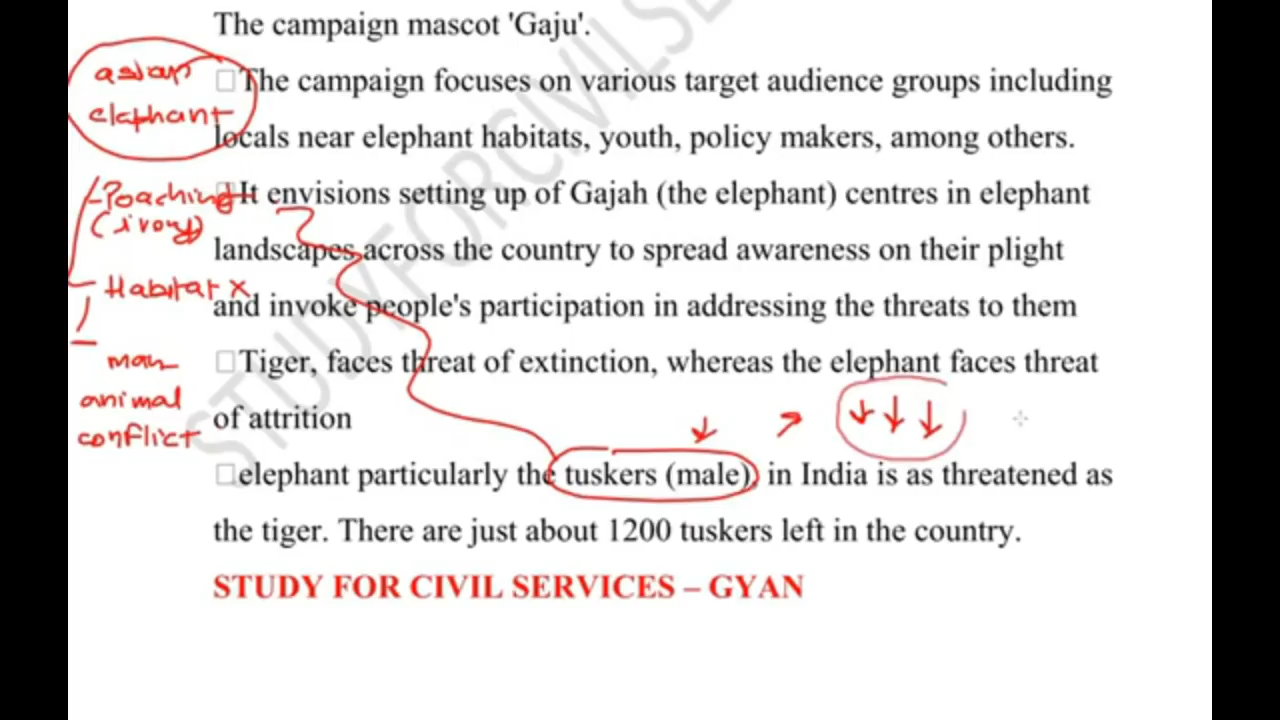 The campaign mascot 'Gaju'.
asian
elephant
The campaign focuses on various target audience groups including
locals near elephant habitats, youth, policy makers, among others.
Poaching
(ivory)
It envisions setting up of Gajah (the elephant) centres in elephant
landscapes across the country to spread awareness on their plight
Habitat x
and invoke people's participation in addressing the threats to them
man
animal
conflict
Tiger, faces threat of extinction, whereas the elephant faces threat
of attrition
elephant particularly the tuskers (male), in India is as threatened as
the tiger. There are just about 1200 tuskers left in the country.
STUDY FOR CIVIL SERVICES – GYAN
STUDYFORCIVILSE